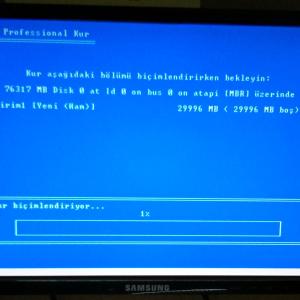 Professional Kur
Kur aşağıdaki bölümü biçimlendirirken bekleyin:
76317 MB Disk 0 at Id 0 on bus 0 on atapi [MBR] üzerinde
irim1 [Yeni (Ham)] 29996 MB ( 29996 MB boş)
ur biçimlendiriyor...
1%
SAMSUNG